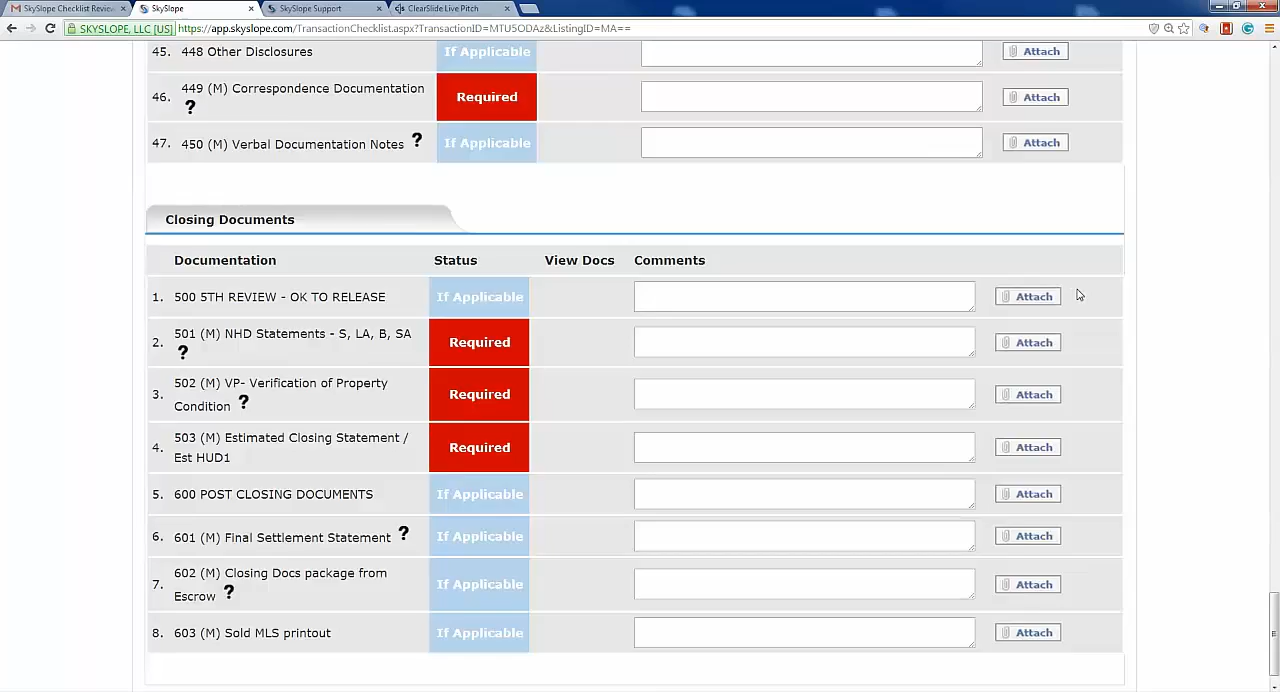 SkySlope Checklist Review
SkySlope
SkySlope Support
ClearSlide Live Pitch
SKYSLOPE, LLC [US]
https://app.skyslope.com/TransactionChecklist.aspx?TransactionID=MTU5ODAz&ListingID=MA==
45. 448 Other Disclosures If Applicable Attach
46. 449 (M) Correspondence Documentation ? Required Attach
47. 450 (M) Verbal Documentation Notes ? If Applicable Attach
Closing Documents
Documentation Status View Docs Comments
1. 500 5TH REVIEW - OK TO RELEASE If Applicable Attach
2. 501 (M) NHD Statements - S, LA, B, SA ? Required Attach
3. 502 (M) VP- Verification of Property
Condition ? Required Attach
4. 503 (M) Estimated Closing Statement /
Est HUD1 Required Attach
5. 600 POST CLOSING DOCUMENTS If Applicable Attach
6. 601 (M) Final Settlement Statement ? If Applicable Attach
7. 602 (M) Closing Docs package from
Escrow ? If Applicable Attach
8. 603 (M) Sold MLS printout If Applicable Attach